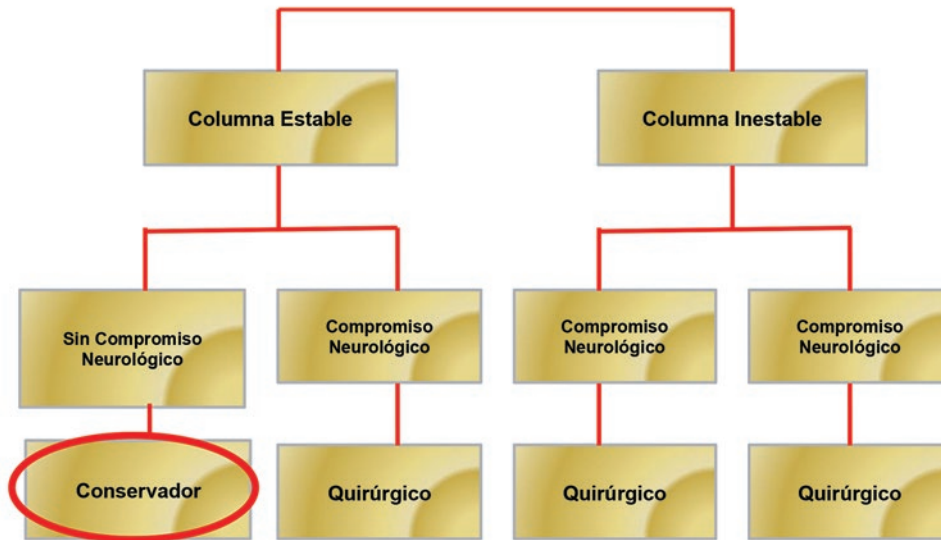 Columna Estable
Columna Inestable
Sin Compromiso
Neurológico
Compromiso
Neurológico
Compromiso
Neurológico
Compromiso
Neurológico
Conservador
Quirúrgico
Quirúrgico
Quirúrgico